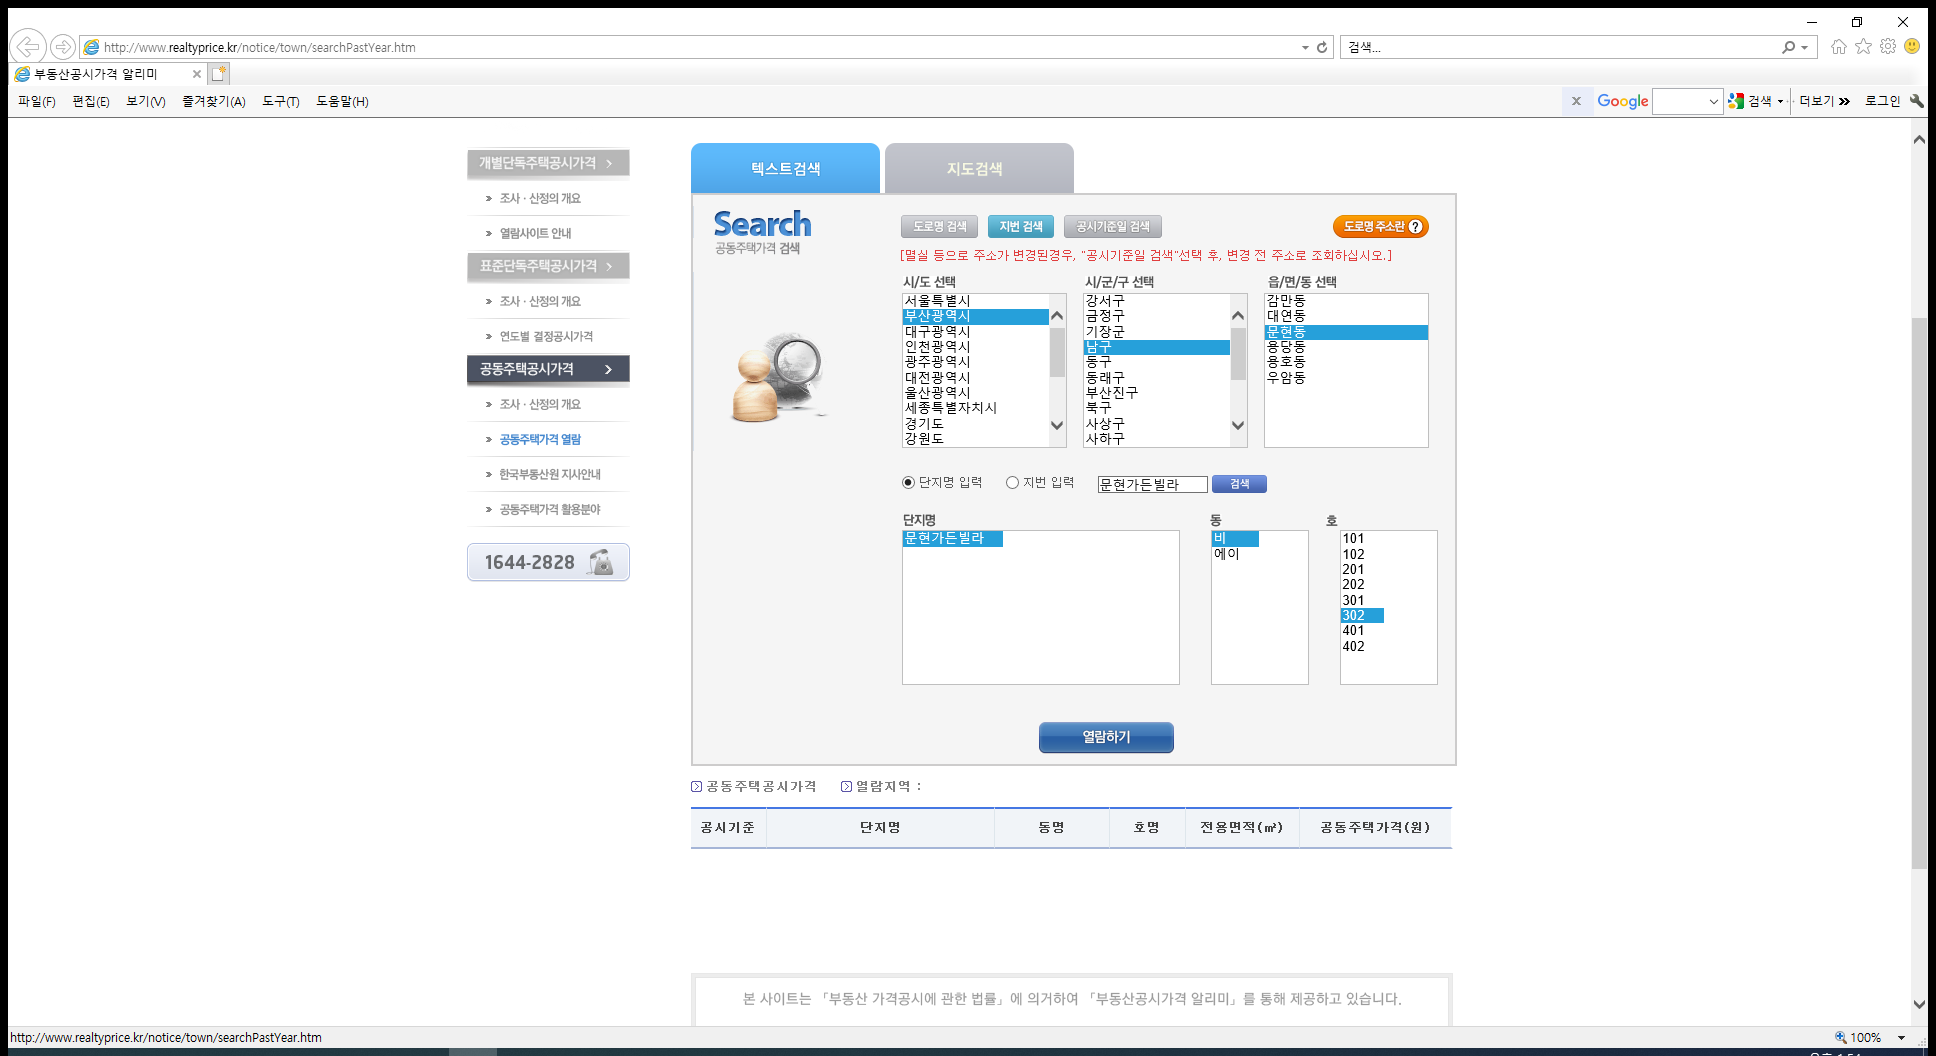 http://www.realtyprice.kr/notice/town/searchPastYear.htm
검색...
부동산공시가격 알리미
파일(F) 편집(E) 보기(V) 즐겨찾기(A) 도구(T) 도움말(H)
x Google 검색 더보기 로그인
개별단독주택공시가격
조사 · 산정의 개요
열람사이트 안내
표준단독주택공시가격
조사 · 산정의 개요
연도별 결정공시가격
공동주택공시가격
조사 · 산정의 개요
공동주택가격 열람
한국부동산원 지사안내
공동주택가격 활용분야
1644-2828
텍스트검색 지도검색
Search
공동주택가격 검색
도로명 검색 지번 검색 공시기준일 검색 도로명 주소란 ?
[멸실 등으로 주소가 변경된경우, "공시기준일 검색"선택 후, 변경 전 주소로 조회하십시오.]
시/도 선택
서울특별시
부산광역시
대구광역시
인천광역시
광주광역시
대전광역시
울산광역시
세종특별자치시
경기도
강원도
시/군/구 선택
강서구
금정구
기장군
남구
동구
동래구
부산진구
북구
사상구
사하구
읍/면/동 선택
감만동
대연동
문현동
용당동
용호동
우암동
단지명 입력 지번 입력 문현가든빌라 검색
단지명
문현가든빌라
동
비
에이
호
101
102
201
202
301
302
401
402
열람하기
공동주택공시가격 열람지역 :
공시기준 단지명 동명 호명 전용면적(㎡) 공동주택가격(원)
본 사이트는 「부동산 가격공시에 관한 법률」에 의거하여 「부동산공시가격 알리미」를 통해 제공하고 있습니다.
http://www.realtyprice.kr/notice/town/searchPastYear.htm
100%